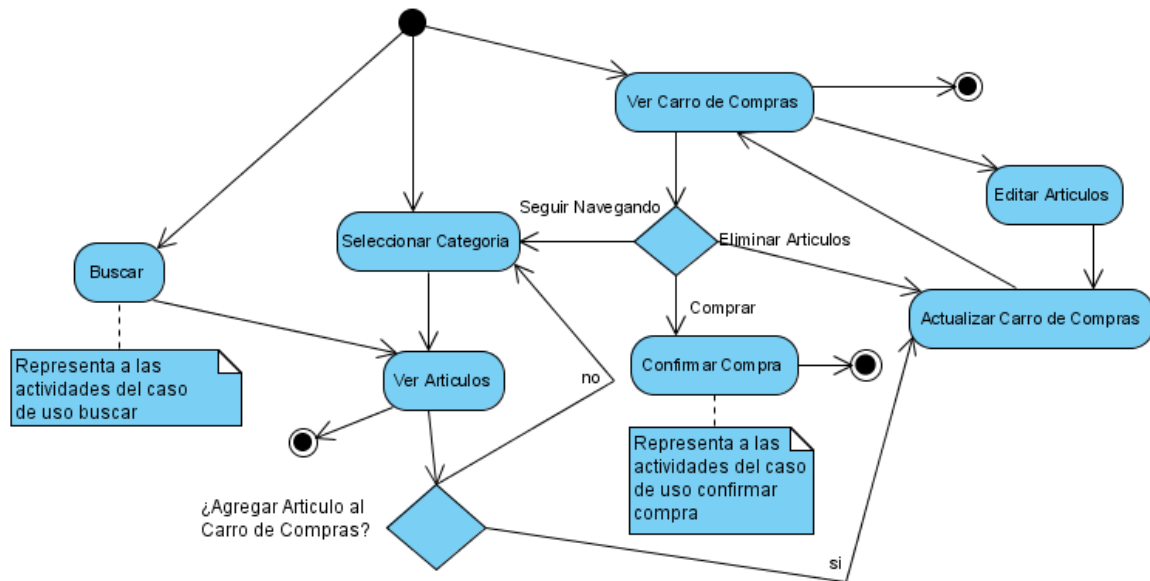 Ver Carro de Compras
Editar Articulos
Seguir Navegando
Seleccionar Categoria
Eliminar Articulos
Buscar
Comprar
Actualizar Carro de Compras
Representa a las
actividades del caso
de uso buscar
Ver Articulos
no
Confirmar Compra
Representa a las
actividades del caso
de uso confirmar
compra
¿Agregar Articulo al
Carro de Compras?
si